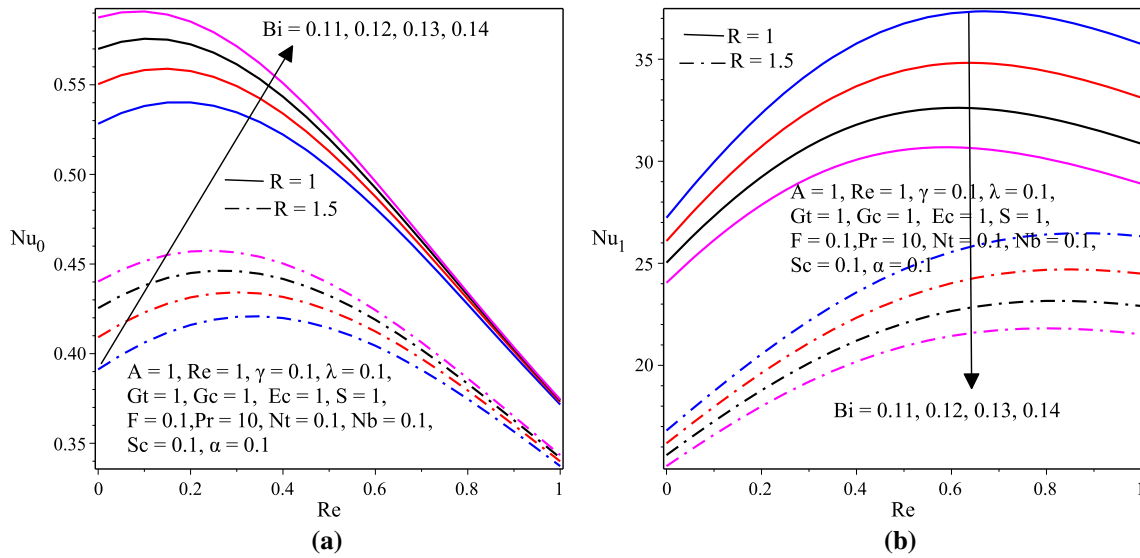 Bi = 0.11, 0.12, 0.13, 0.14
0.55
0.50
R = 1
R = 1.5
Nu0
0.45
0.40
A = 1, Re = 1, γ = 0.1, λ = 0.1,
Gt = 1, Gc = 1, Ec = 1, S = 1,
F = 0.1,Pr = 10, Nt = 0.1, Nb = 0.1,
Sc = 0.1, α = 0.1
0.35
0 0.2 0.4 0.6 0.8 1
Re
(a)
R = 1
R = 1.5
35
30
A = 1, Re = 1, γ = 0.1, λ = 0.1,
Gt = 1, Gc = 1, Ec = 1, S = 1,
F = 0.1,Pr = 10, Nt = 0.1, Nb = 0.1,
Sc = 0.1, α = 0.1
Nu1
25
20
Bi = 0.11, 0.12, 0.13, 0.14
0 0.2 0.4 0.6 0.8 1
Re
(b)